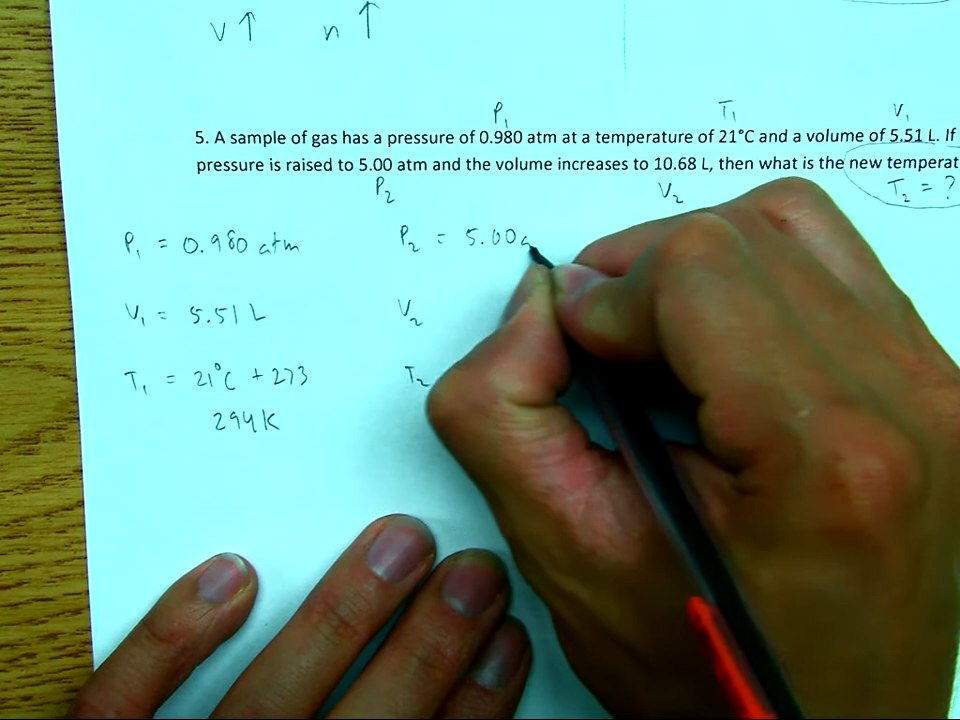 V↑ n↑
P₁ T₁ V₁
5. A sample of gas has a pressure of 0.980 atm at a temperature of 21°C and a volume of 5.51 L. If
pressure is raised to 5.00 atm and the volume increases to 10.68 L, then what is the new temperat
P₂ V₂ T₂ = ?
P₁ = 0.980 atm P₂ = 5.00a
V₁ = 5.51 L V₂
T₁ = 21°C + 273 T₂
294K